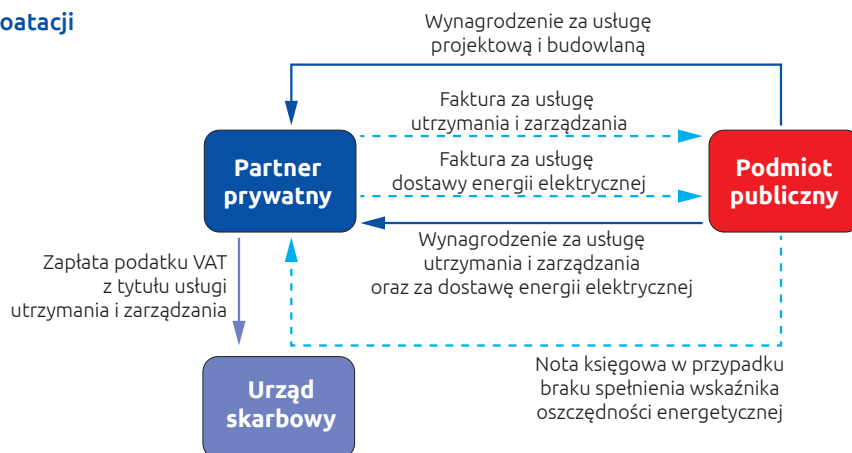 oatacji
Wynagrodzenie za usługę
projektową i budowlaną
Faktura za usługę
utrzymania i zarządzania
Partner
prywatny
Faktura za usługę
dostawy energii elektrycznej
Podmiot
publiczny
Wynagrodzenie za usługę
utrzymania i zarządzania
oraz za dostawę energii elektrycznej
Zapłata podatku VAT
z tytułu usługi
utrzymania i zarządzania
Urząd
skarbowy
Nota księgowa w przypadku
braku spełnienia wskaźnika
oszczędności energetycznej